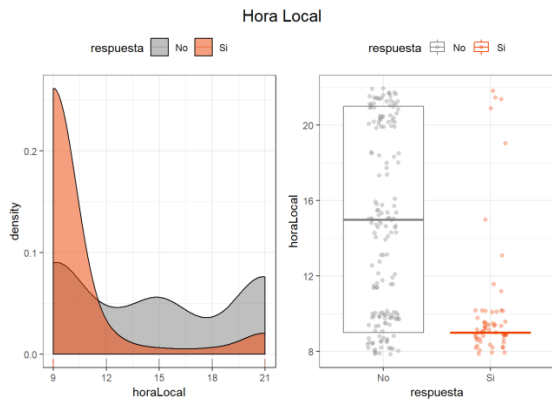 Hora Local
respuesta No Si
density
0.2
0.1
0.0
9 12 15 18 21
horaLocal
respuesta No Si
horaLocal
20
16
12
8
No Si
respuesta